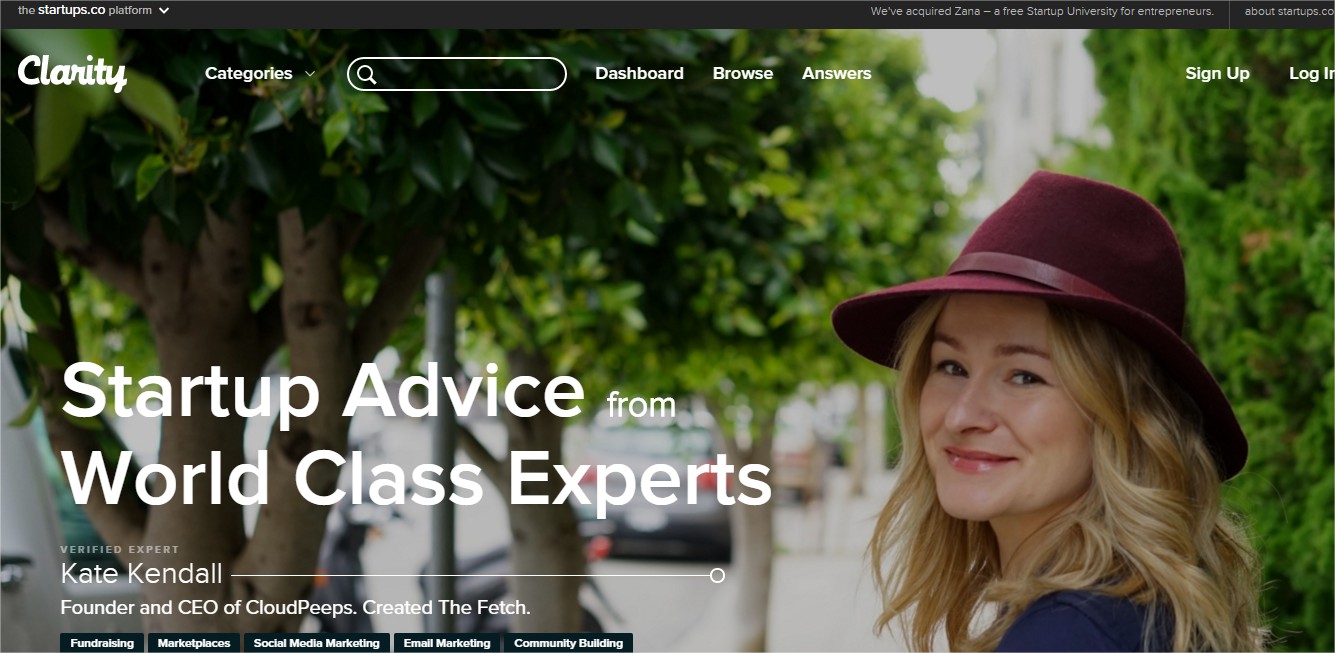 the startups.co platform
We've acquired Zana – a free Startup University for entrepreneurs.
about startups.co
Clarity
Categories
Dashboard
Browse
Answers
Sign Up
Log In
Startup Advice from
World Class Experts
VERIFIED EXPERT
Kate Kendall
Founder and CEO of CloudPeeps. Created The Fetch.
Fundraising
Marketplaces
Social Media Marketing
Email Marketing
Community Building